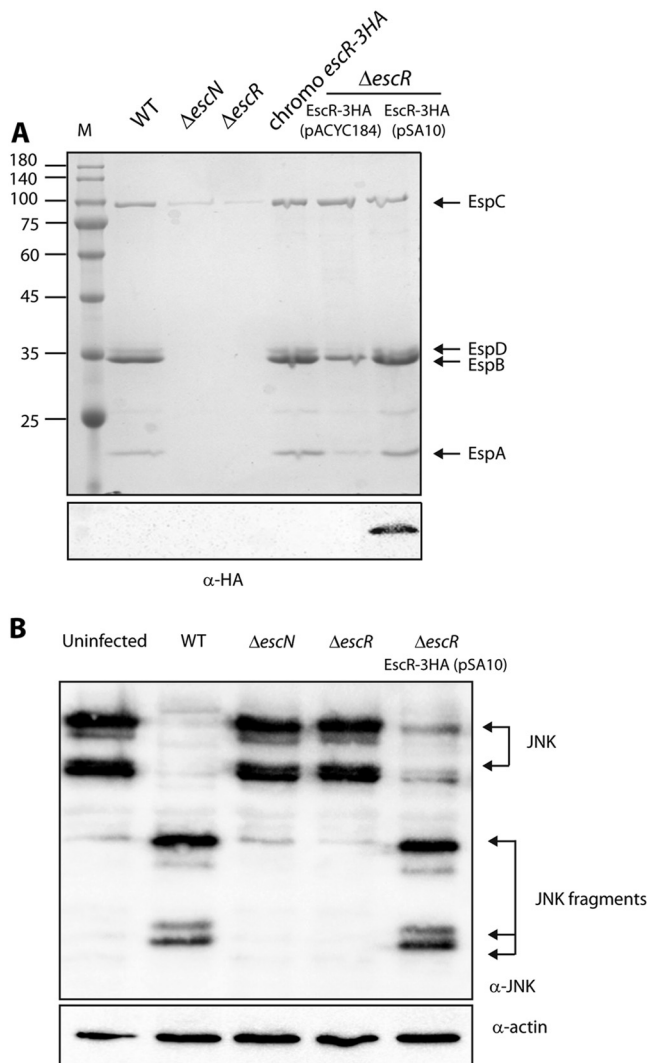 A
M
WT
ΔescN
ΔescR
chromo escR-3HA
ΔescR
EscR-3HA
(pACYC184)
EscR-3HA
(pSA10)
180
140
100
75
60
45
35
25
EspC
EspD
EspB
EspA
α-HA
B
Uninfected
WT
ΔescN
ΔescR
ΔescR
EscR-3HA (pSA10)
JNK
JNK fragments
α-JNK
α-actin